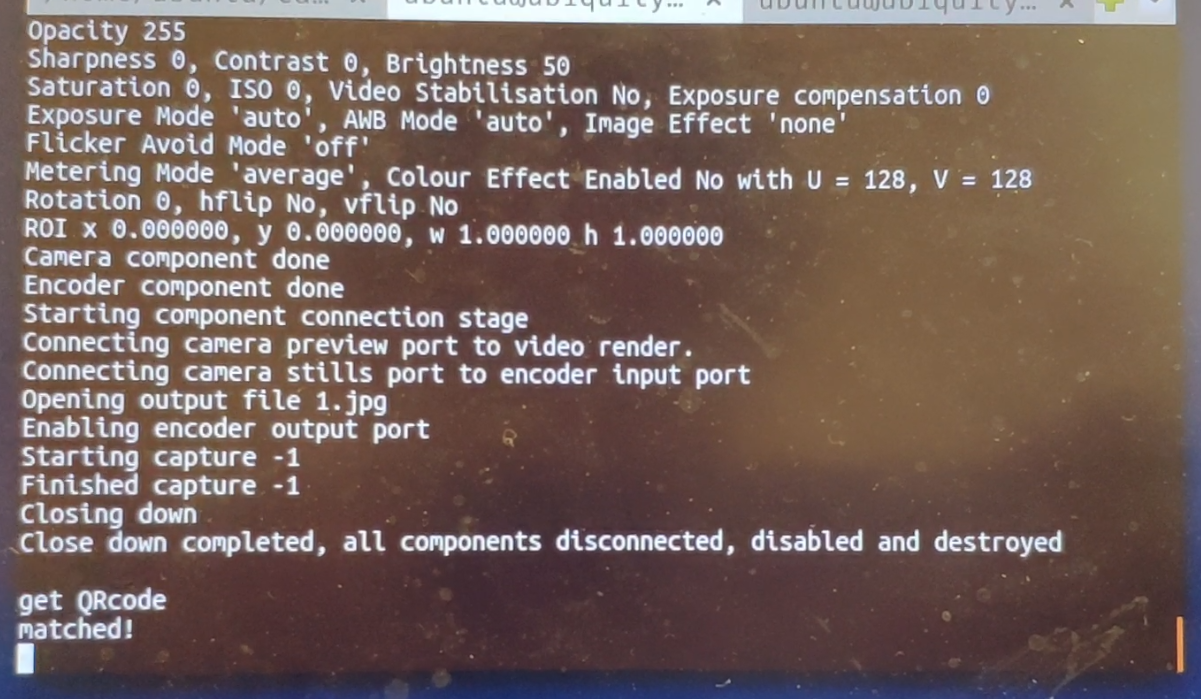 Opacity 255
Sharpness 0, Contrast 0, Brightness 50
Saturation 0, ISO 0, Video Stabilisation No, Exposure compensation 0
Exposure Mode 'auto', AWB Mode 'auto', Image Effect 'none'
Flicker Avoid Mode 'off'
Metering Mode 'average', Colour Effect Enabled No with U = 128, V = 128
Rotation 0, hflip No, vflip No
ROI x 0.000000, y 0.000000, w 1.000000 h 1.000000
Camera component done
Encoder component done
Starting component connection stage
Connecting camera preview port to video render.
Connecting camera stills port to encoder input port
Opening output file 1.jpg
Enabling encoder output port
Starting capture -1
Finished capture -1
Closing down
Close down completed, all components disconnected, disabled and destroyed
get QRcode
matched!